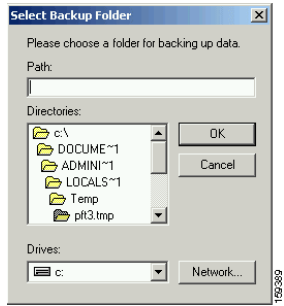 Select Backup Folder
Please choose a folder for backing up data.
Path:
Directories:
c:\
DOCUME~1
ADMINI~1
LOCALS~1
Temp
pft3.tmp
OK
Cancel
Drives:
c:
Network...
159389